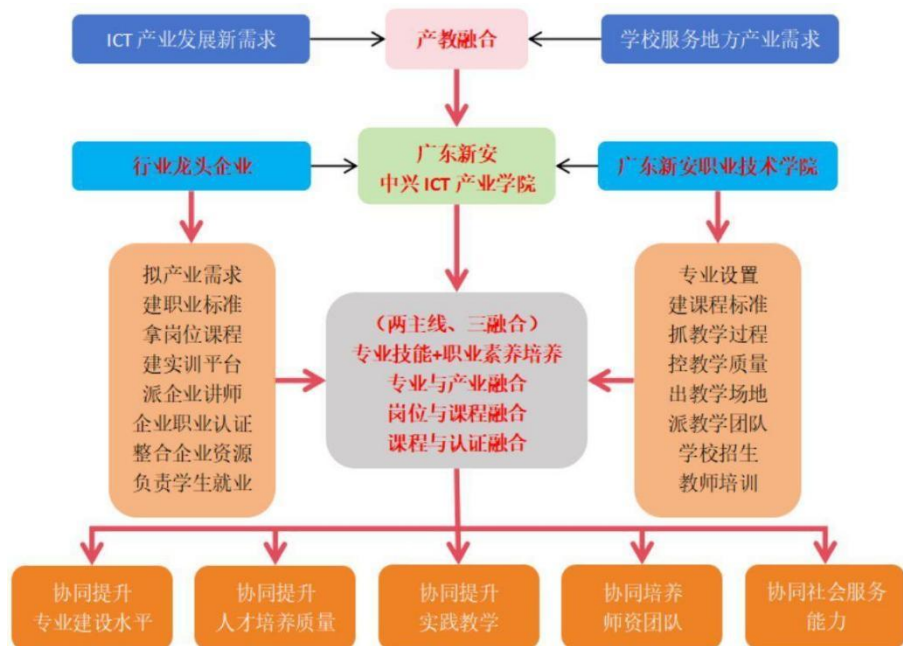 ICT 产业发展新需求
产教融合
学校服务地方产业需求
行业龙头企业
广东新安
中兴 ICT 产业学院
广东新安职业技术学院
拟产业需求
建职业标准
拿岗位课程
建实训平台
派企业讲师
企业职业认证
整合企业资源
负责学生就业
（两主线、三融合）
专业技能+职业素养培养
专业与产业融合
岗位与课程融合
课程与认证融合
专业设置
建课程标准
抓教学过程
控教学质量
出教学场地
派教学团队
学校招生
教师培训
协同提升
专业建设水平
协同提升
人才培养质量
协同提升
实践教学
协同培养
师资团队
协同社会服务
能力